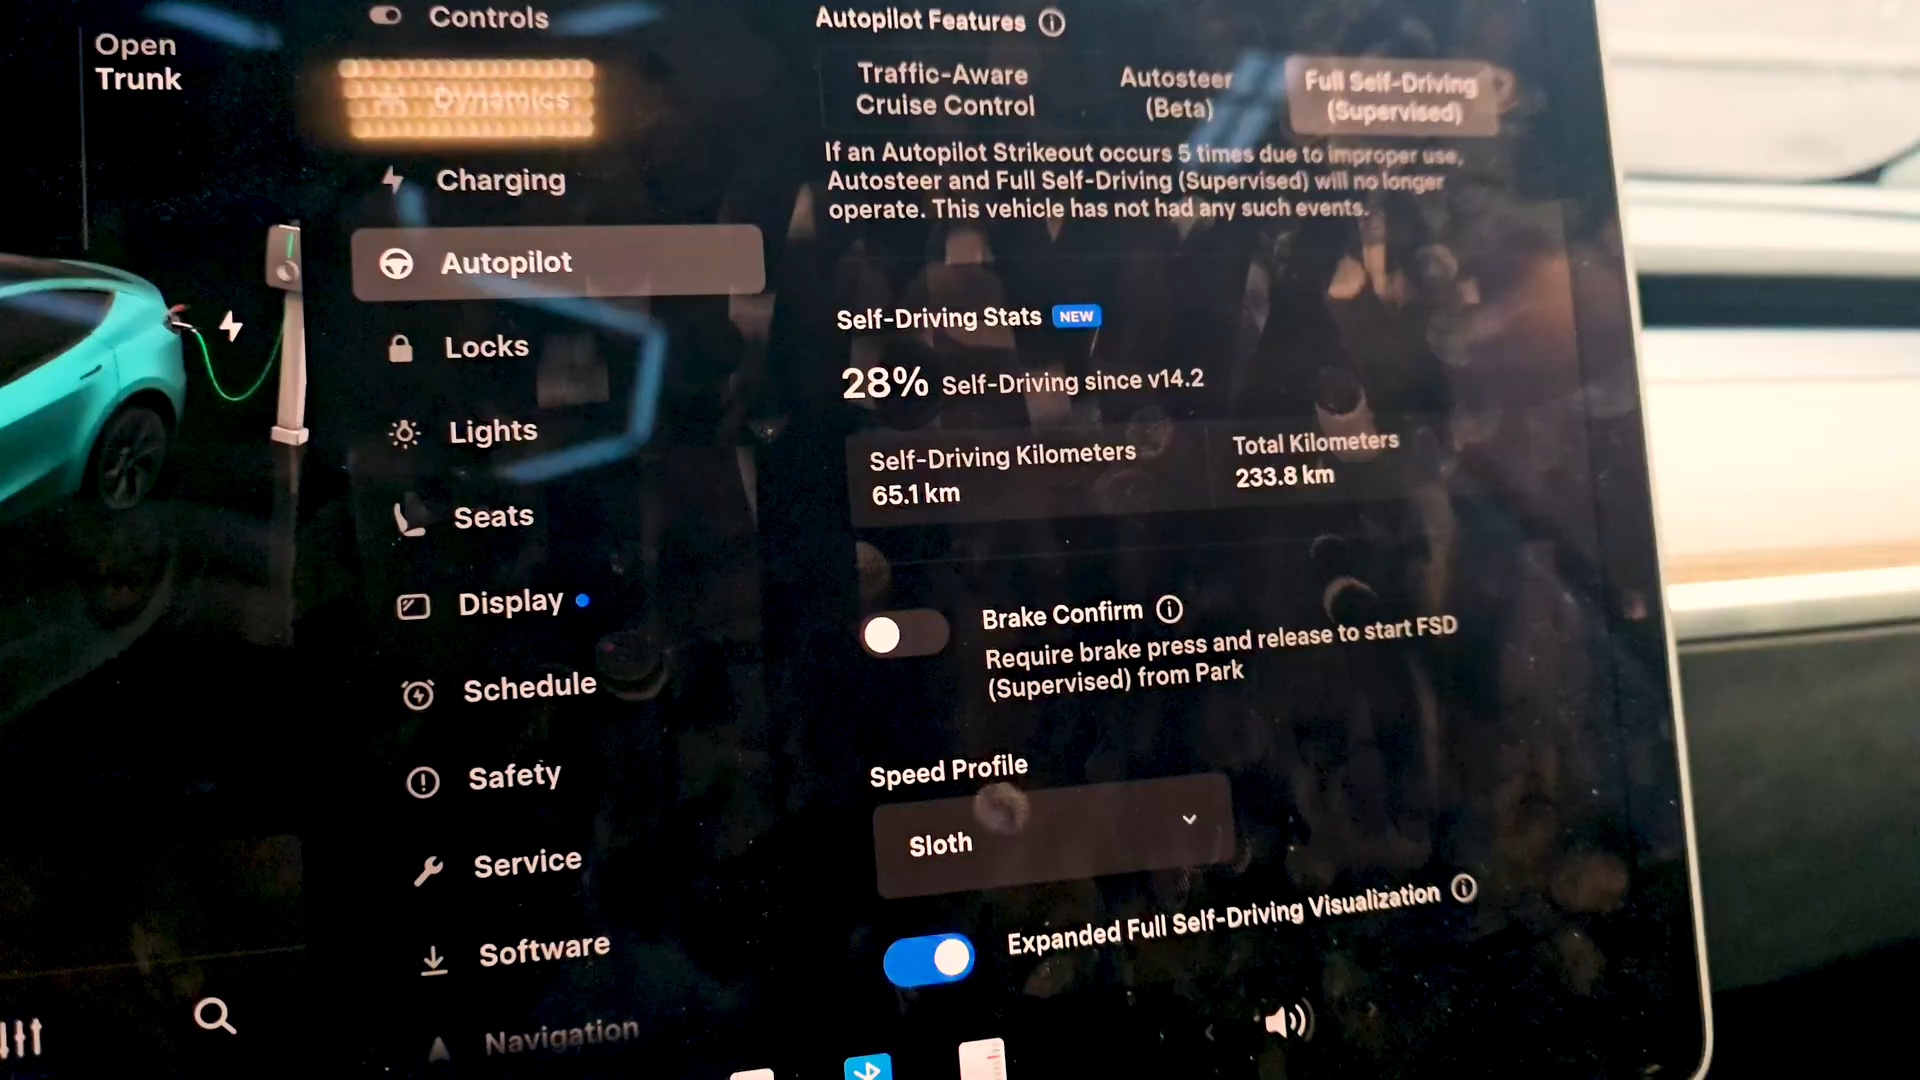 Open
Trunk
Controls
Dynamics
Charging
Autopilot
Locks
Lights
Seats
Display
Schedule
Safety
Service
Software
Navigation
Autopilot Features
Traffic-Aware
Cruise Control
Autosteer
(Beta)
Full Self-Driving
(Supervised)
If an Autopilot Strikeout occurs 5 times due to improper use,
Autosteer and Full Self-Driving (Supervised) will no longer
operate. This vehicle has not had any such events.
Self-Driving Stats NEW
28% Self-Driving since v14.2
Self-Driving Kilometers
65.1 km
Total Kilometers
233.8 km
Brake Confirm
Require brake press and release to start FSD
(Supervised) from Park
Speed Profile
Sloth
Expanded Full Self-Driving Visualization